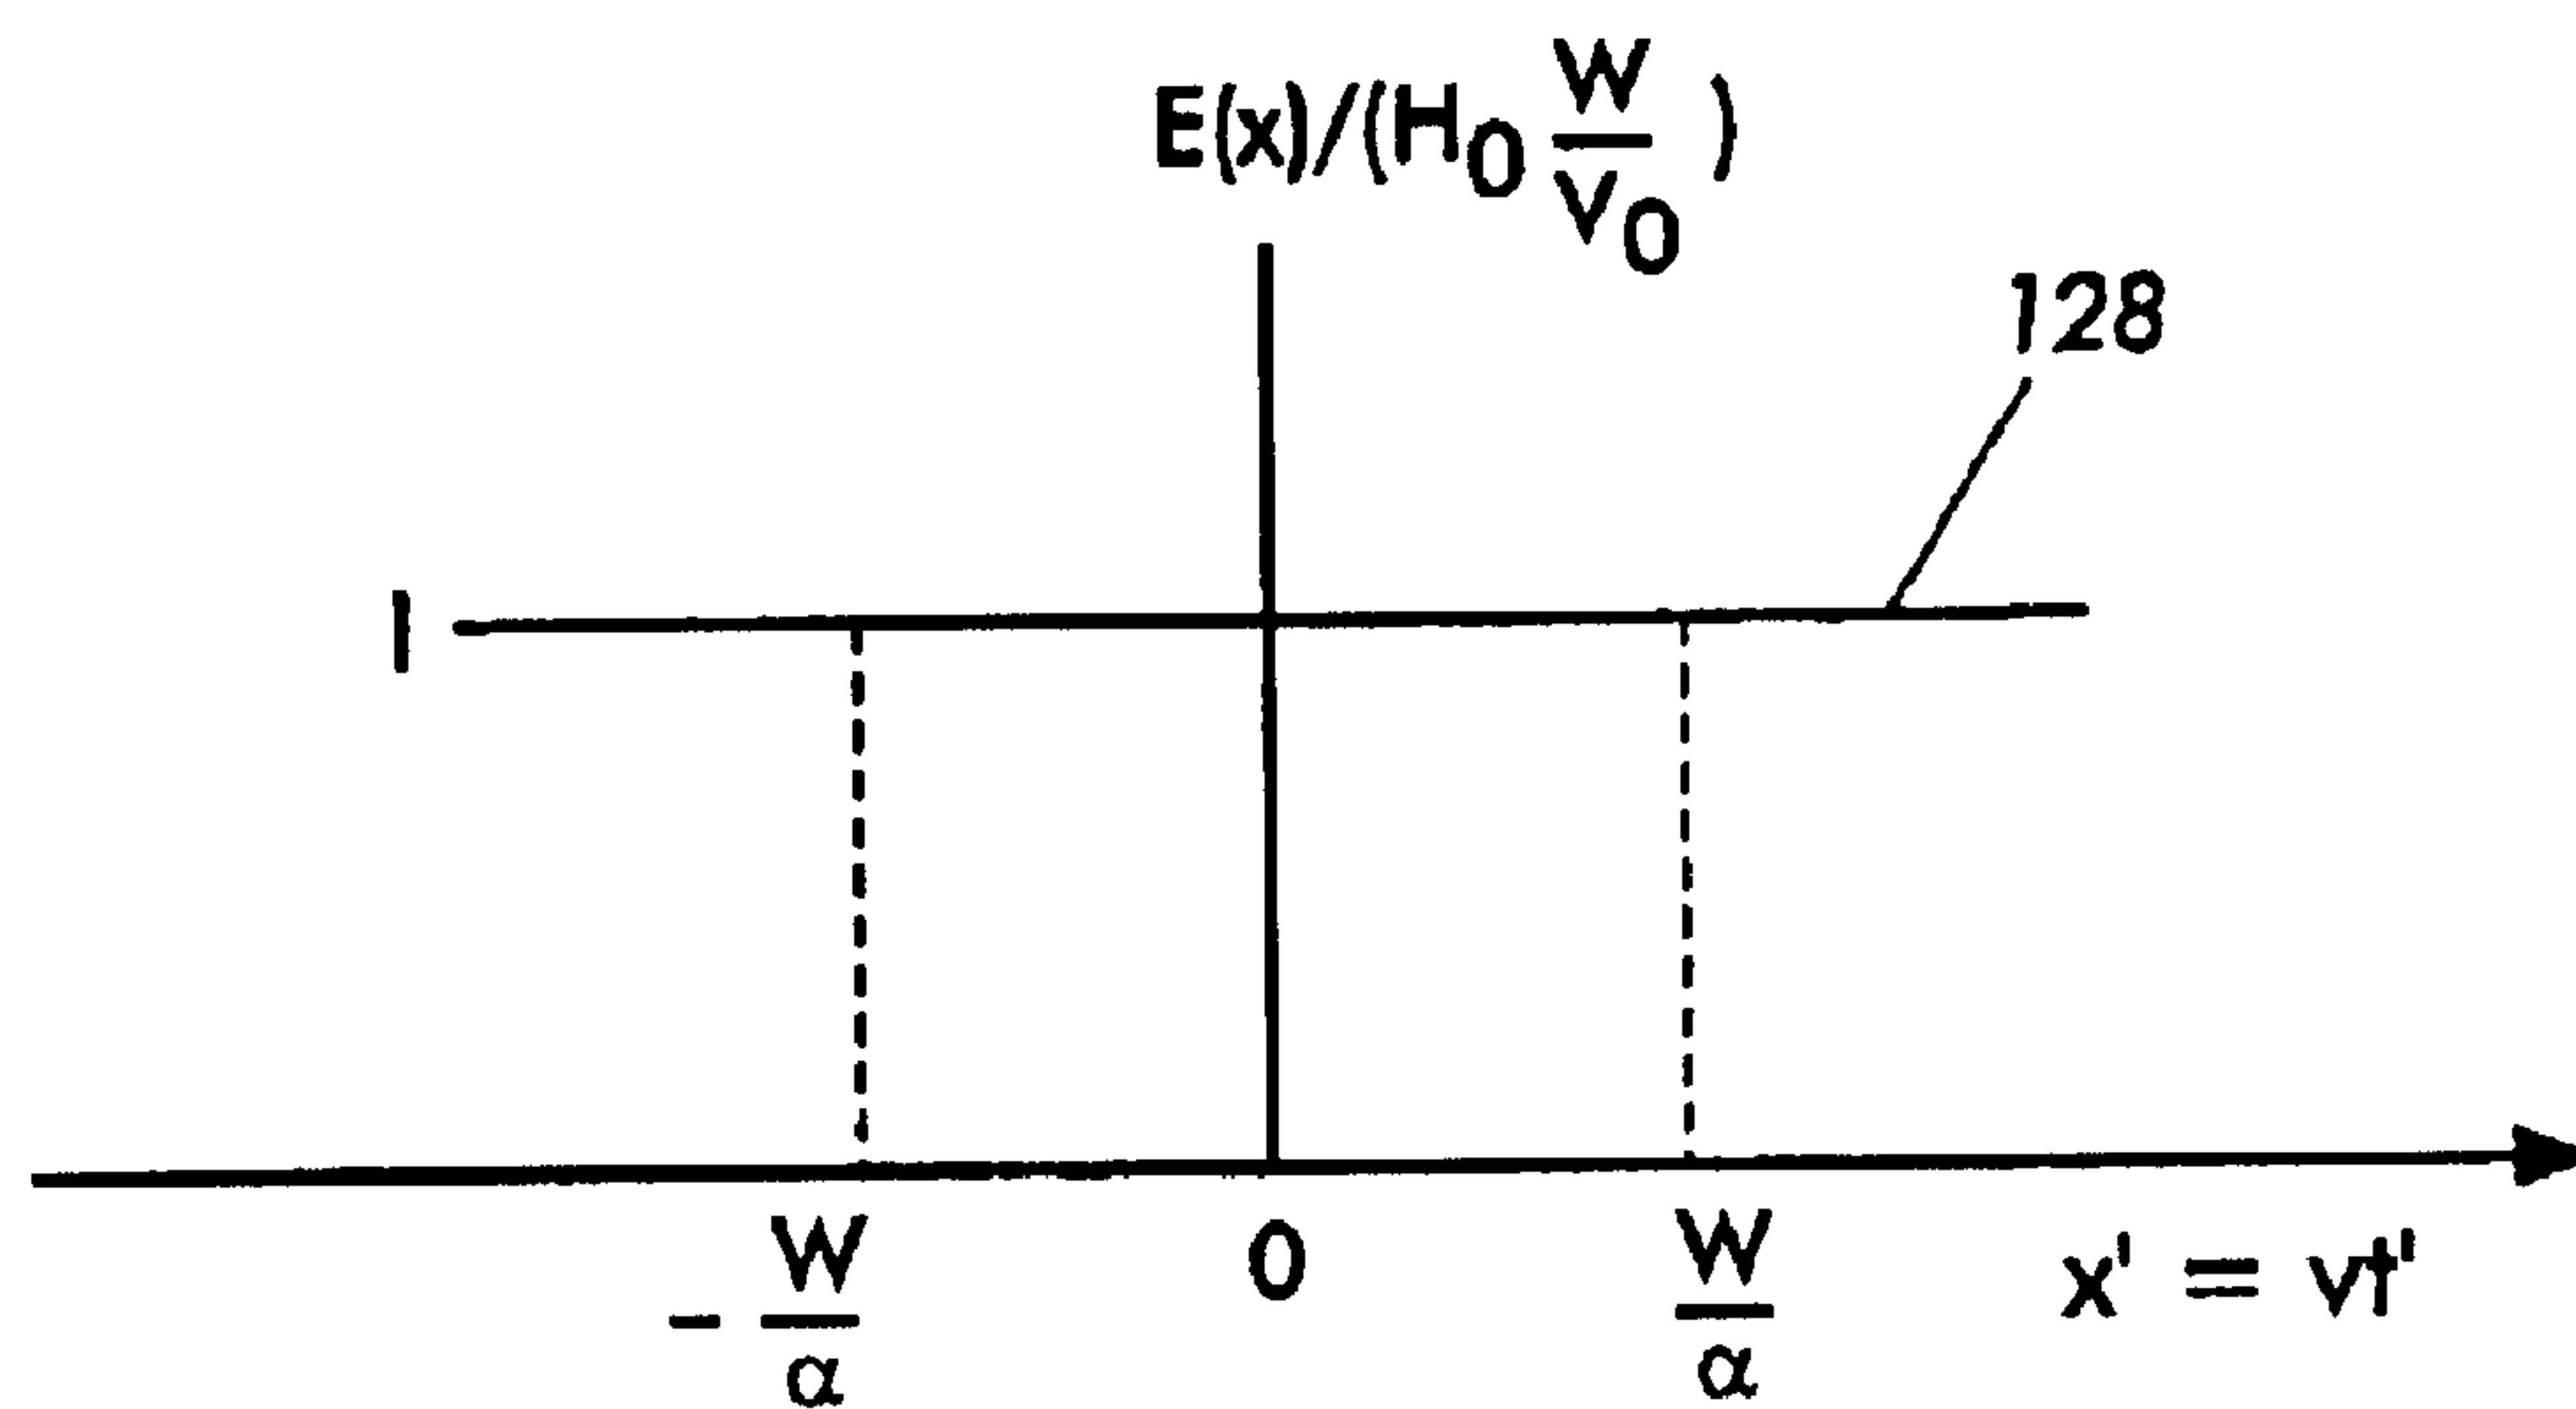 E(x)/(H₀ W/v₀)
128
1
-W/α
0
W/α
x' = vt'